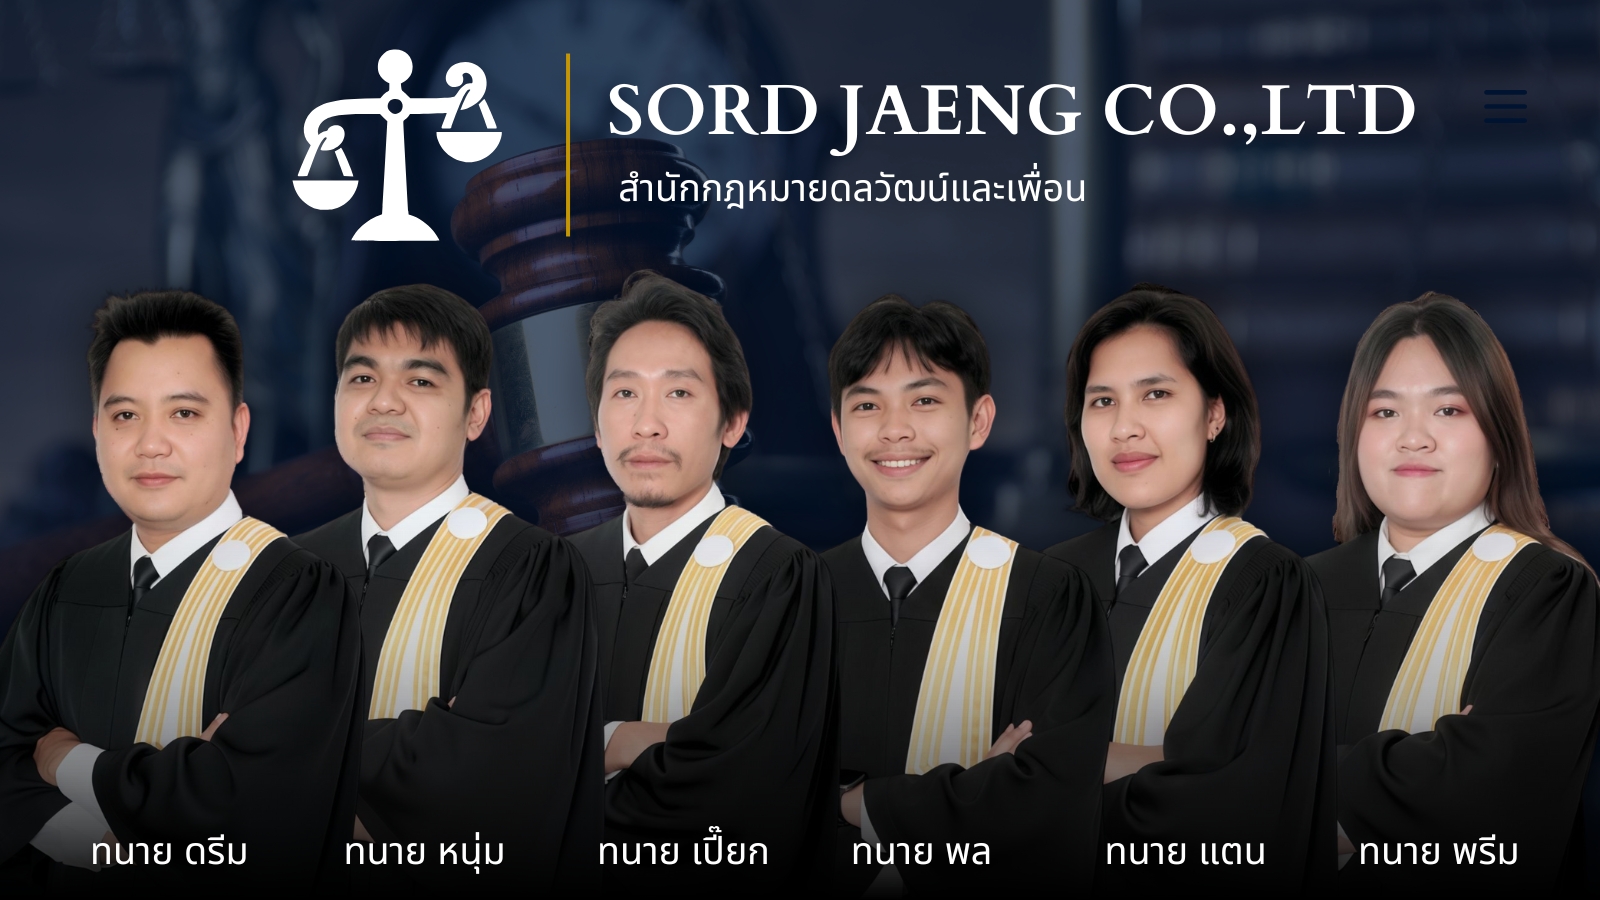 SORD JAENG CO.,LTD
สำนักกฎหมายดลวัฒน์และเพื่อน
ทนาย ดรีม
ทนาย หนุ่ม
ทนาย เปี๊ยก
ทนาย พล
ทนาย แตน
ทนาย พรีม